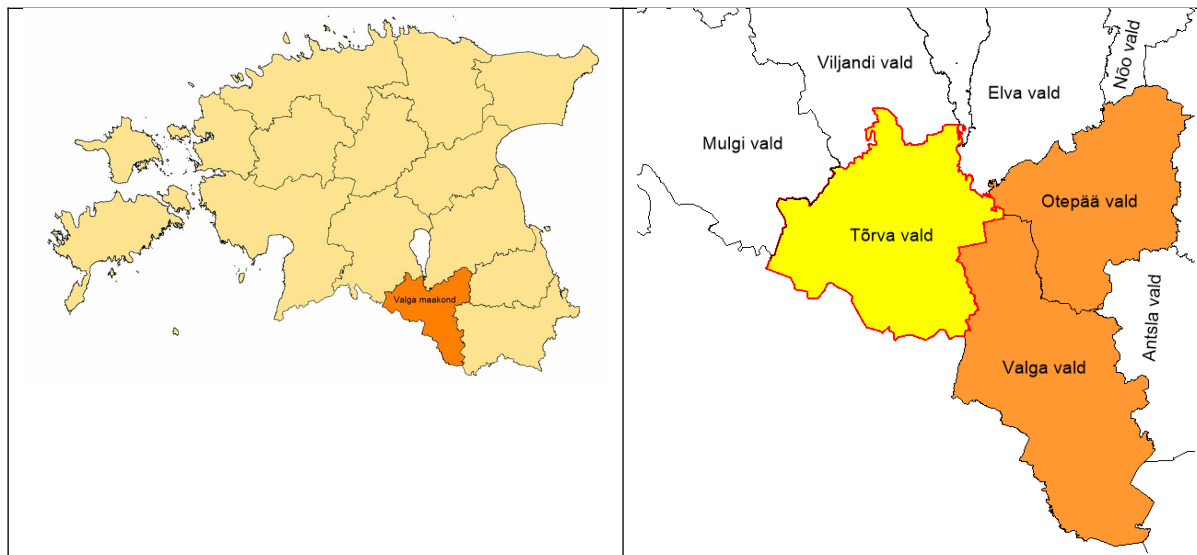 Valga maakond
Viljandi vald
Elva vald
Nõo vald
Mulgi vald
Otepää vald
Tõrva vald
Antsla vald
Valga vald